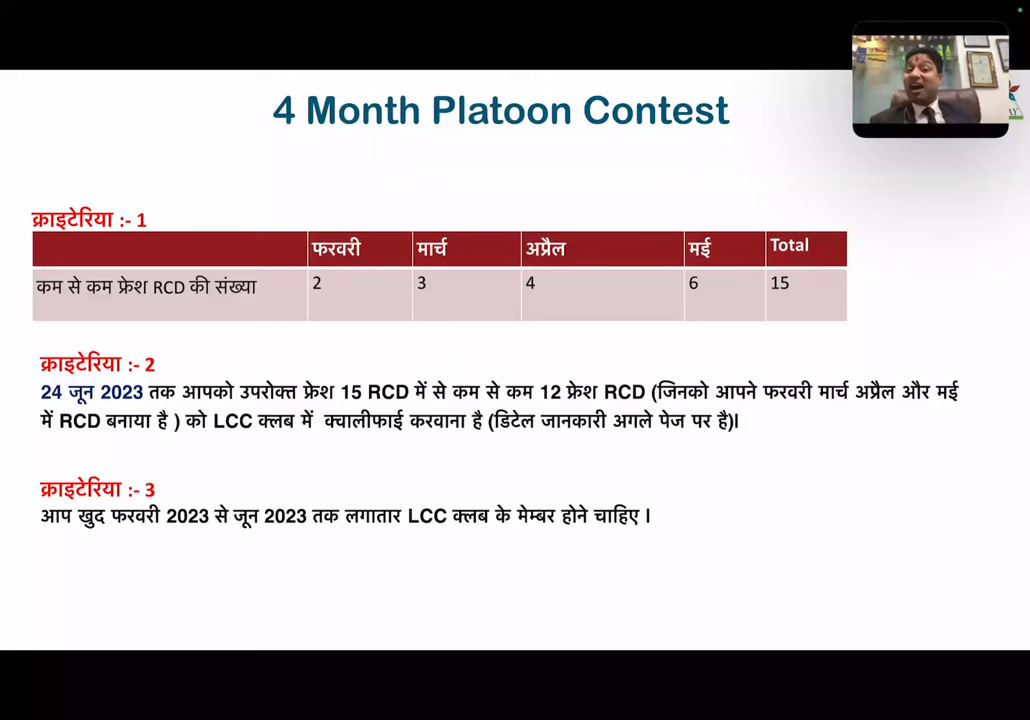 4 Month Platoon Contest
क्राइटेरिया :- 1
फरवरी मार्च अप्रैल मई Total
कम से कम फ्रेश RCD की संख्या 2 3 4 6 15
क्राइटेरिया :- 2
24 जून 2023 तक आपको उपरोक्त फ्रेश 15 RCD में से कम से कम 12 फ्रेश RCD (जिनको आपने फरवरी मार्च अप्रैल और मई
में RCD बनाया है ) को LCC क्लब में क्वालीफाई करवाना है (डिटेल जानकारी अगले पेज पर है)l
क्राइटेरिया :- 3
आप खुद फरवरी 2023 से जून 2023 तक लगातार LCC क्लब के मेम्बर होने चाहिए l